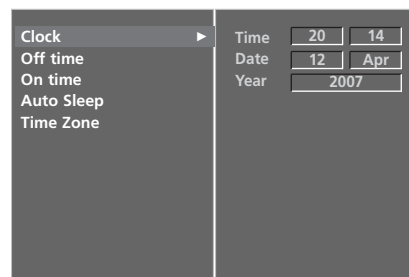 Clock ►
Off time
On time
Auto Sleep
Time Zone
Time 20 14
Date 12 Apr
Year 2007